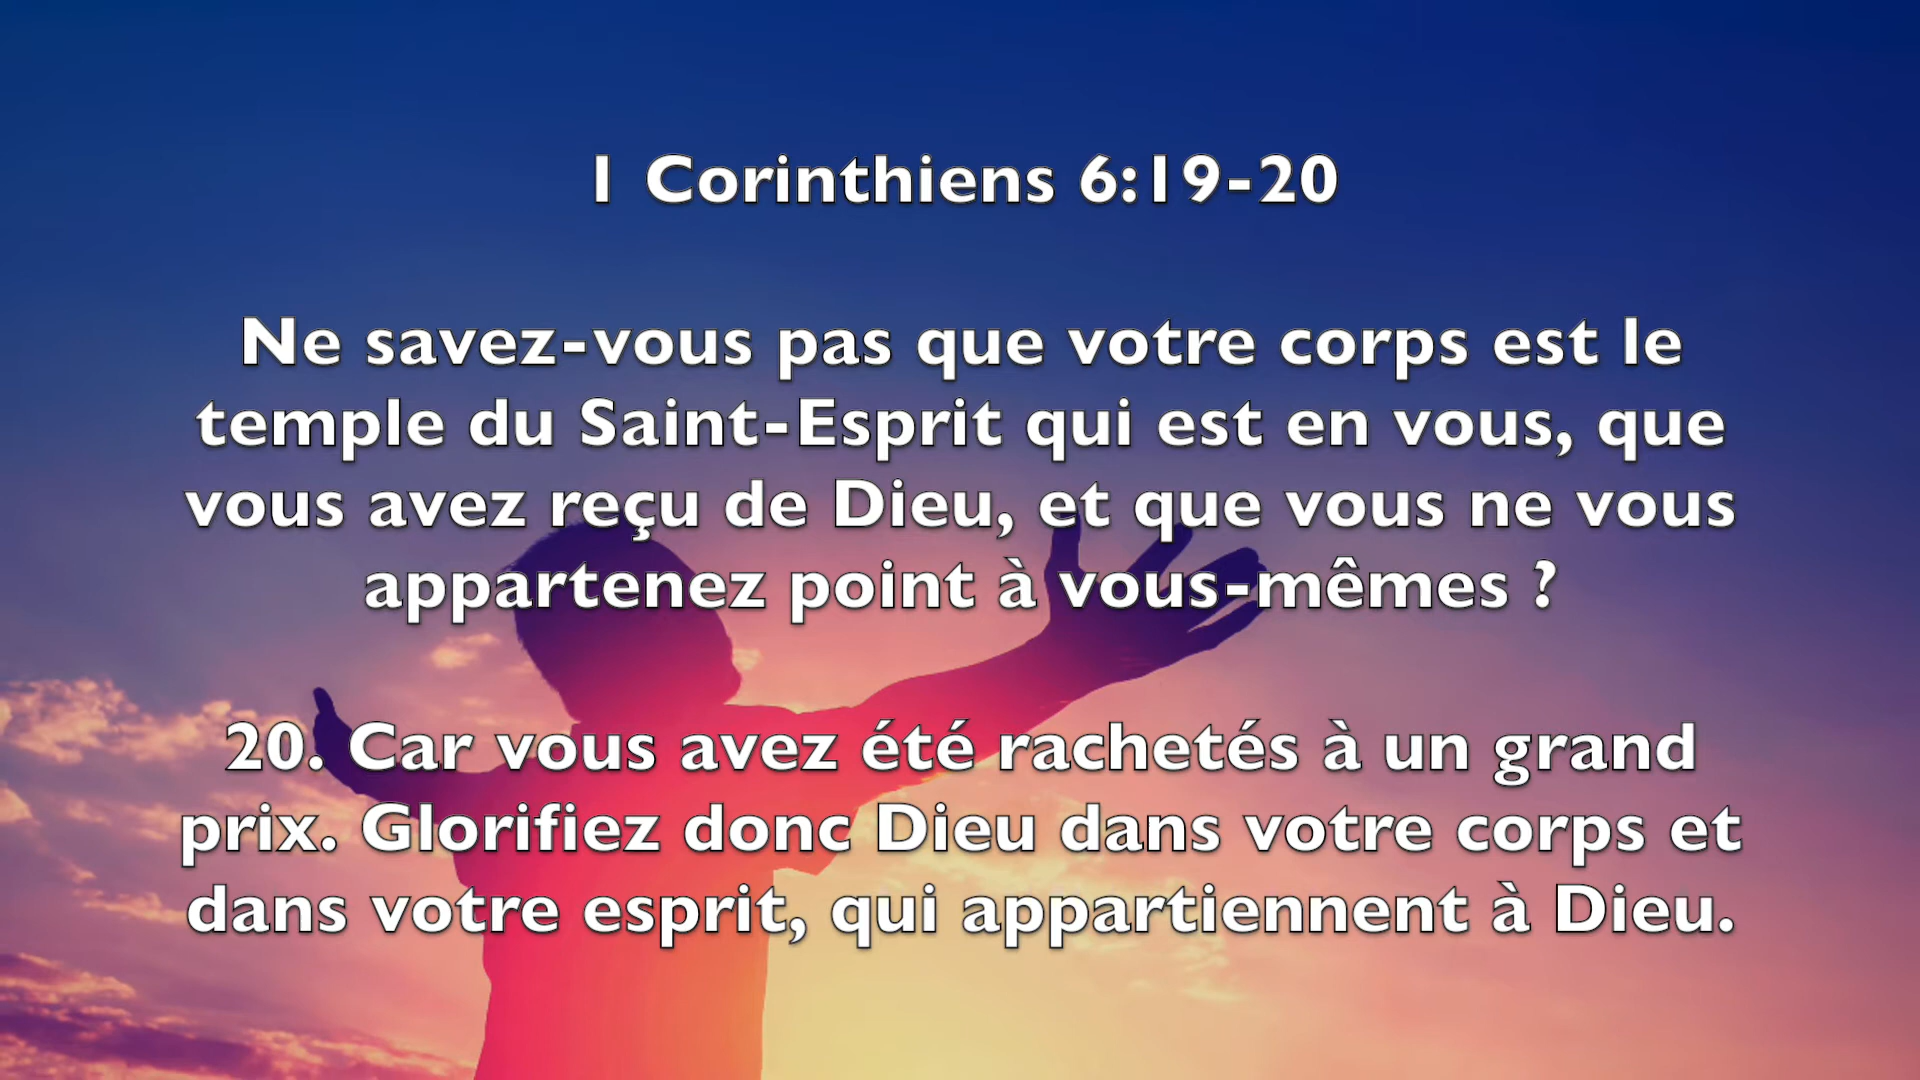 1 Corinthiens 6:19-20
Ne savez-vous pas que votre corps est le
temple du Saint-Esprit qui est en vous, que
vous avez reçu de Dieu, et que vous ne vous
appartenez point à vous-mêmes ?
20. Car vous avez été rachetés à un grand
prix. Glorifiez donc Dieu dans votre corps et
dans votre esprit, qui appartiennent à Dieu.